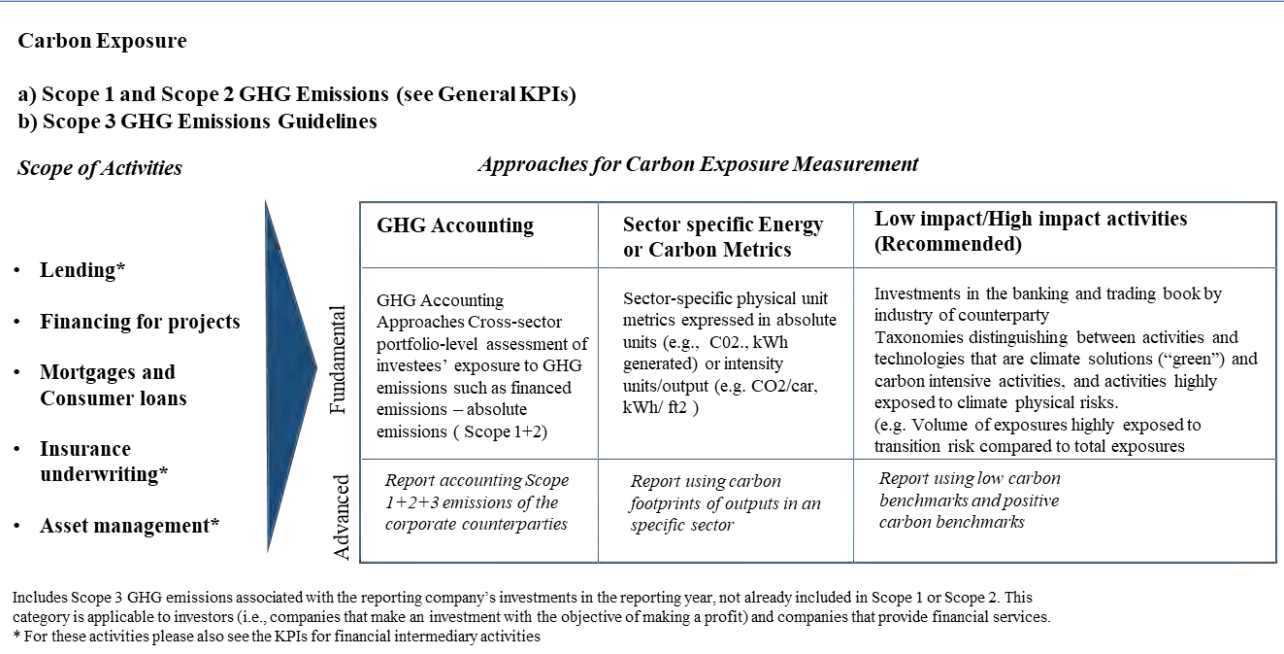 Carbon Exposure
a) Scope 1 and Scope 2 GHG Emissions (see General KPIs)
b) Scope 3 GHG Emissions Guidelines
Scope of Activities
Approaches for Carbon Exposure Measurement
• Lending*
• Financing for projects
• Mortgages and
Consumer loans
• Insurance
underwriting*
• Asset management*
GHG Accounting
Sector specific Energy
or Carbon Metrics
Low impact/High impact activities
(Recommended)
Fundamental
GHG Accounting
Approaches Cross-sector
portfolio-level assessment of
investees’ exposure to GHG
emissions such as financed
emissions – absolute
emissions ( Scope 1+2)
Sector-specific physical unit
metrics expressed in absolute
units (e.g., C02., kWh
generated) or intensity
units/output (e.g. CO2/car,
kWh/ ft2 )
Investments in the banking and trading book by
industry of counterparty
Taxonomies distinguishing between activities and
technologies that are climate solutions (“green”) and
carbon intensive activities, and activities highly
exposed to climate physical risks.
(e.g. Volume of exposures highly exposed to
transition risk compared to total exposures
Advanced
Report accounting Scope
1+2+3 emissions of the
corporate counterparties
Report using carbon
footprints of outputs in an
specific sector
Report using low carbon
benchmarks and positive
carbon benchmarks
Includes Scope 3 GHG emissions associated with the reporting company’s investments in the reporting year, not already included in Scope 1 or Scope 2. This
category is applicable to investors (i.e., companies that make an investment with the objective of making a profit) and companies that provide financial services.
* For these activities please also see the KPIs for financial intermediary activities